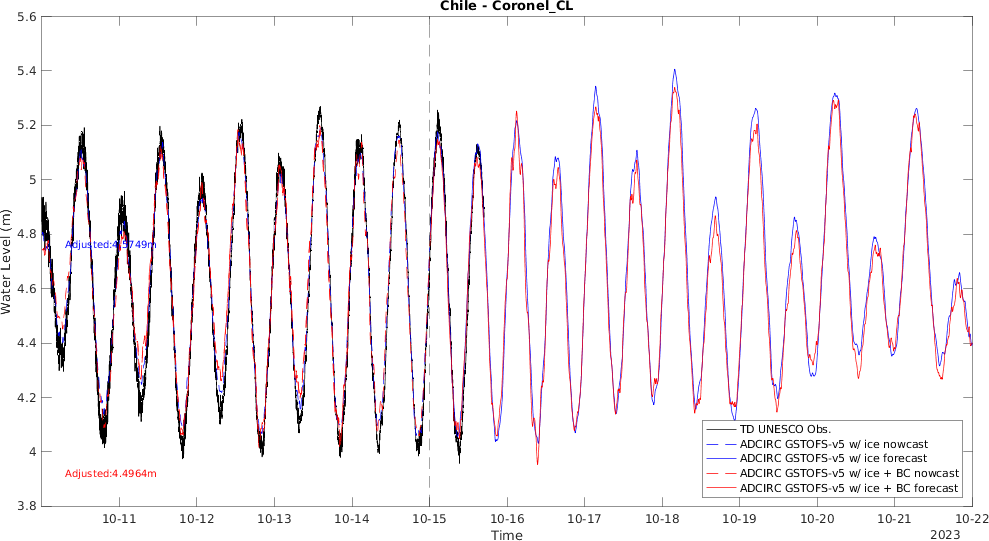 Chile - Coronel_CL
5.6
5.4
5.2
5
4.8
4.6
4.4
4.2
4
3.8
Water Level (m)
Adjusted:4.5749m
Adjusted:4.4964m
TD UNESCO Obs.
ADCIRC GSTOFS-v5 w/ ice nowcast
ADCIRC GSTOFS-v5 w/ ice forecast
ADCIRC GSTOFS-v5 w/ ice + BC nowcast
ADCIRC GSTOFS-v5 w/ ice + BC forecast
10-11 10-12 10-13 10-14 10-15 10-16 10-17 10-18 10-19 10-20 10-21 10-22
Time
2023